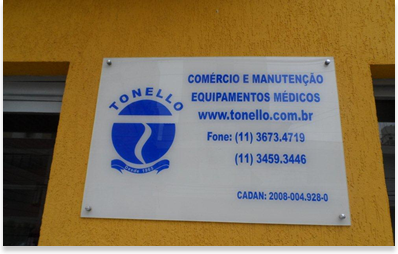 TONELLO
COMÉRCIO E MANUTENÇÃO
EQUIPAMENTOS MÉDICOS
www.tonello.com.br
Fone: (11) 3673.4719
(11) 3459.3446
CADAN: 2008-004.928-0